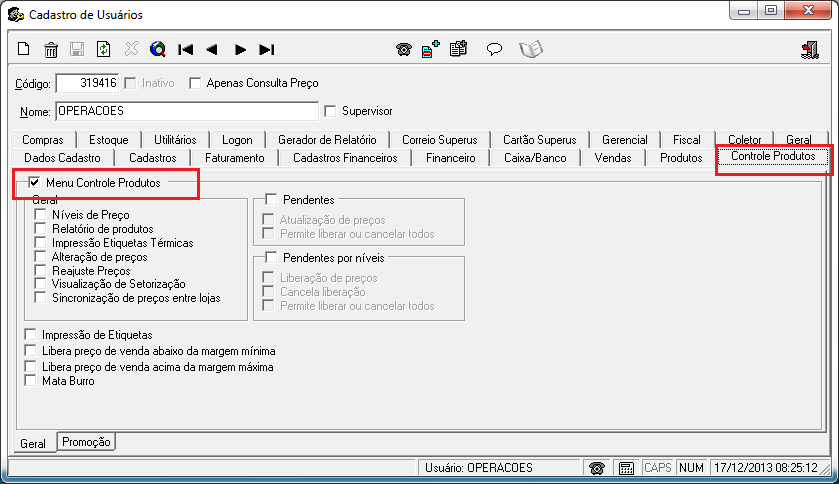 Cadastro de Usuários
Código: 319416 Inativo Apenas Consulta Preço
Nome: OPERACOES Supervisor
Compras Estoque Utilitários Logon Gerador de Relatório Correio Superus Cartão Superus Gerencial Fiscal Coletor Geral
Dados Cadastro Cadastros Faturamento Cadastros Financeiros Financeiro Caixa/Banco Vendas Produtos Controle Produtos
Menu Controle Produtos
Geral
Níveis de Preço
Relatório de produtos
Impressão Etiquetas Térmicas
Alteração de preços
Reajuste Preços
Visualização de Setorização
Sincronização de preços entre lojas
Pendentes
Atualização de preços
Permite liberar ou cancelar todos
Pendentes por níveis
Liberação de preços
Cancela liberação
Permite liberar ou cancelar todos
Impressão de Etiquetas
Libera preço de venda abaixo da margem mínima
Libera preço de venda acima da margem máxima
Mata Burro
Geral Promoção
Usuário: OPERACOES CAPS NUM 17/12/2013 08:25:12